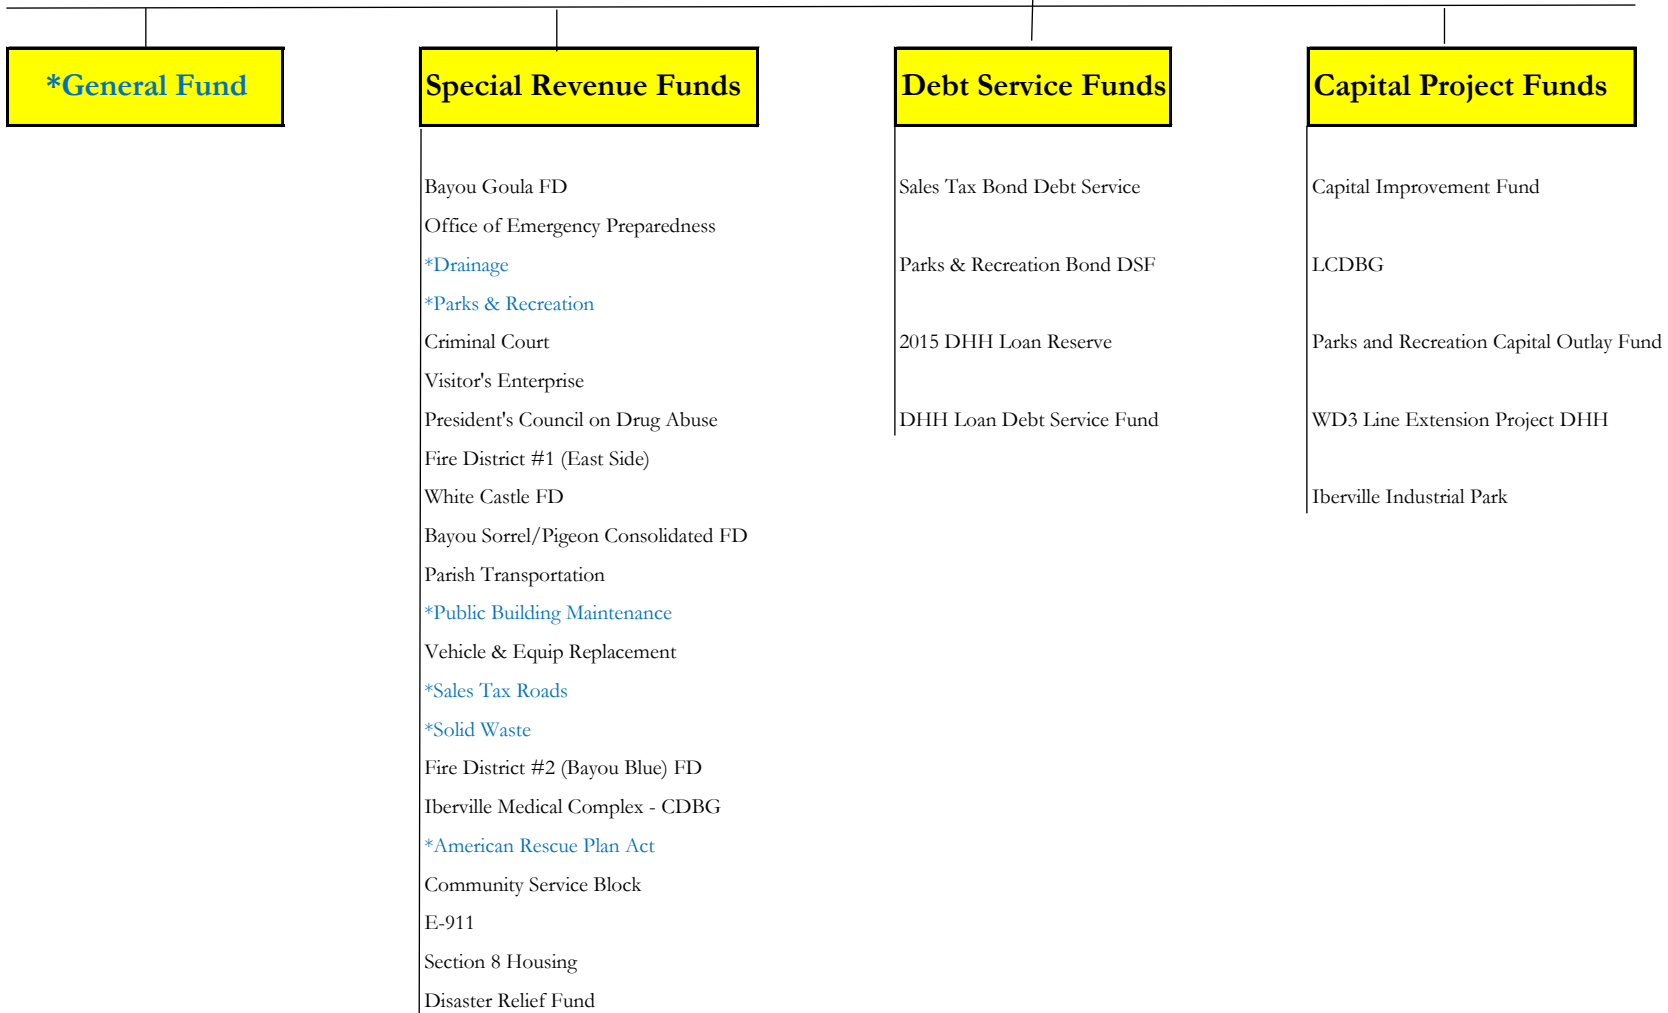 *General Fund
Special Revenue Funds
Debt Service Funds
Capital Project Funds
Bayou Goula FD
Office of Emergency Preparedness
*Drainage
*Parks & Recreation
Criminal Court
Visitor's Enterprise
President's Council on Drug Abuse
Fire District #1 (East Side)
White Castle FD
Bayou Sorrel/Pigeon Consolidated FD
Parish Transportation
*Public Building Maintenance
Vehicle & Equip Replacement
*Sales Tax Roads
*Solid Waste
Fire District #2 (Bayou Blue) FD
Iberville Medical Complex - CDBG
*American Rescue Plan Act
Community Service Block
E-911
Section 8 Housing
Disaster Relief Fund
Sales Tax Bond Debt Service
Parks & Recreation Bond DSF
2015 DHH Loan Reserve
DHH Loan Debt Service Fund
Capital Improvement Fund
LCDBG
Parks and Recreation Capital Outlay Fund
WD3 Line Extension Project DHH
Iberville Industrial Park